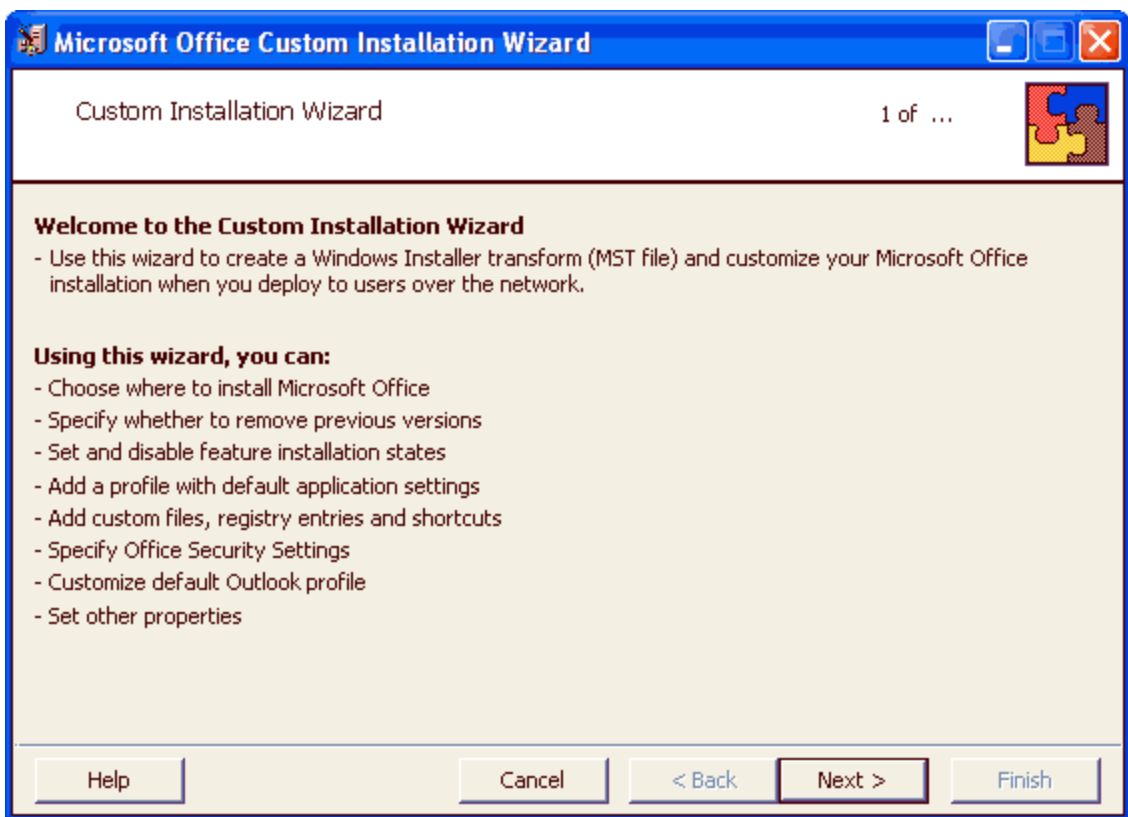 Microsoft Office Custom Installation Wizard
Custom Installation Wizard
1 of ...
Welcome to the Custom Installation Wizard
- Use this wizard to create a Windows Installer transform (MST file) and customize your Microsoft Office
installation when you deploy to users over the network.
Using this wizard, you can:
- Choose where to install Microsoft Office
- Specify whether to remove previous versions
- Set and disable feature installation states
- Add a profile with default application settings
- Add custom files, registry entries and shortcuts
- Specify Office Security Settings
- Customize default Outlook profile
- Set other properties
Help
Cancel
< Back
Next >
Finish